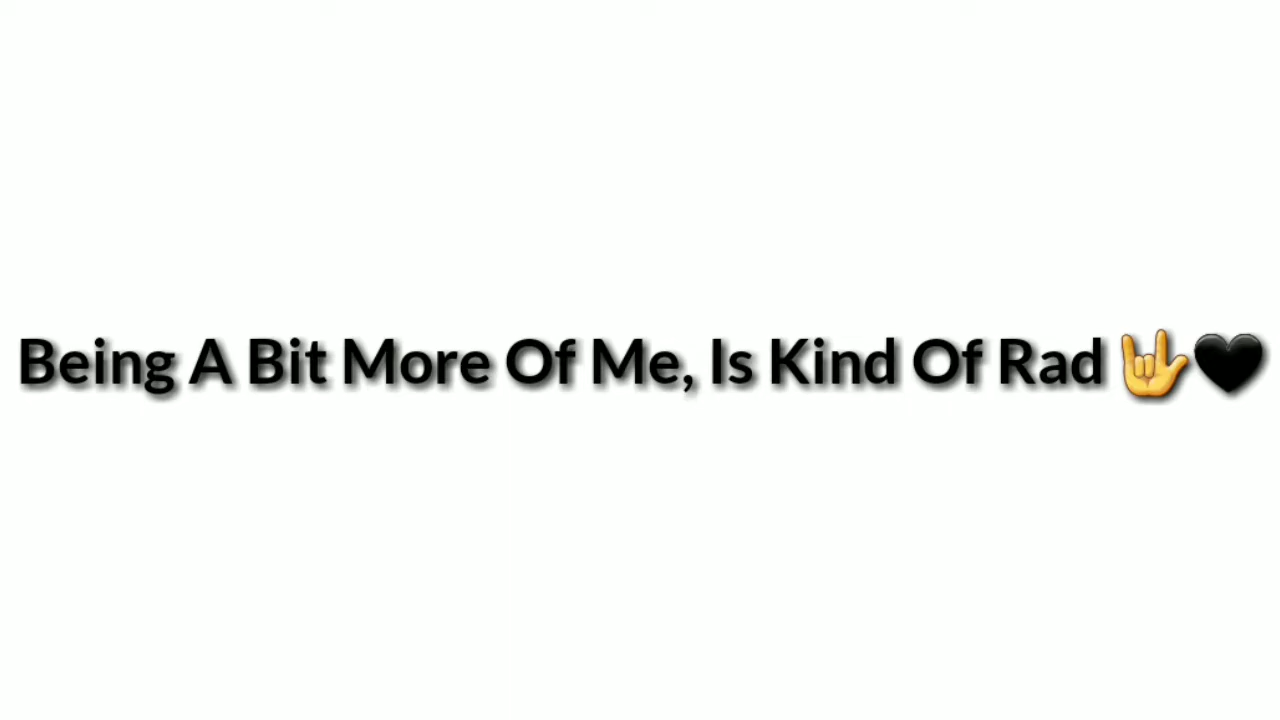 Being A Bit More Of Me, Is Kind Of Rad 🤟🖤